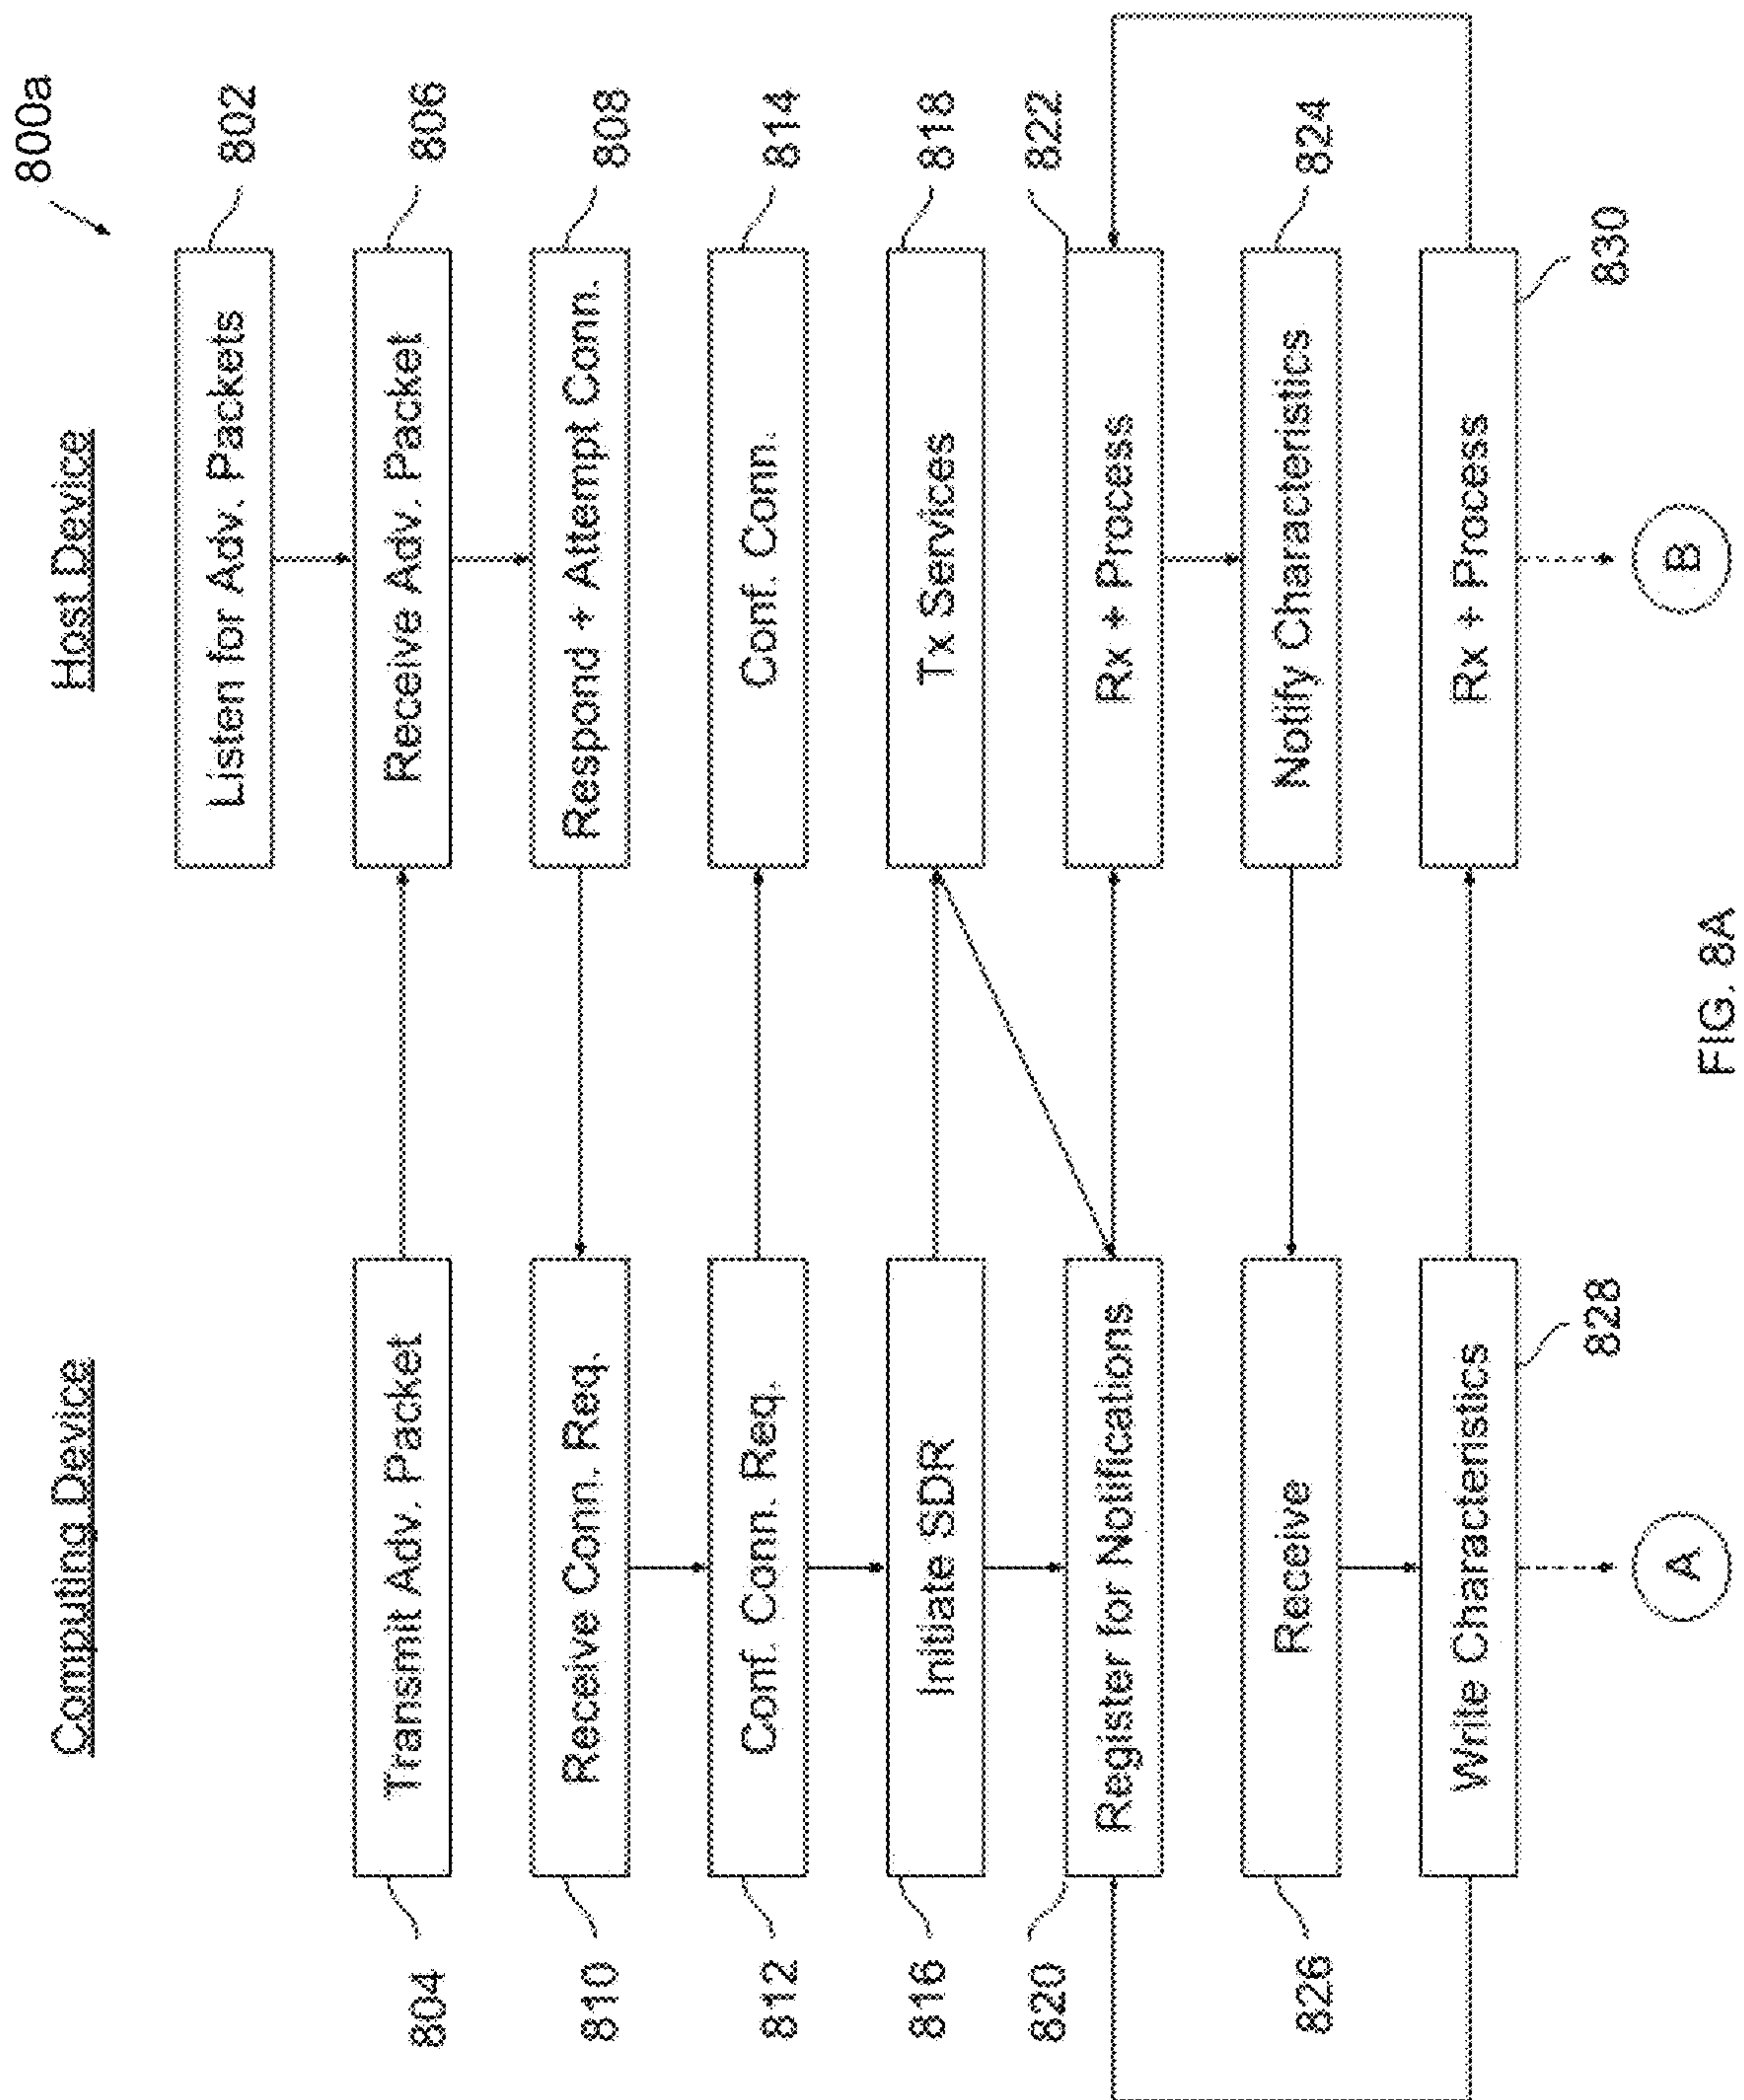 800a
Computing Device
Host Device
Listen for Adv. Packets
802
804
Transmit Adv. Packet
Receive Adv. Packet
806
810
Receive Conn. Req.
Respond + Attempt Conn.
808
812
Conf. Conn. Req.
Conf. Conn.
814
816
Initiate SDR
Tx Services
818
820
Register for Notifications
Rx + Process
822
826
Receive
Notify Characteristics
824
Write Characteristics
828
Rx + Process
830
A
B
FIG. 8A